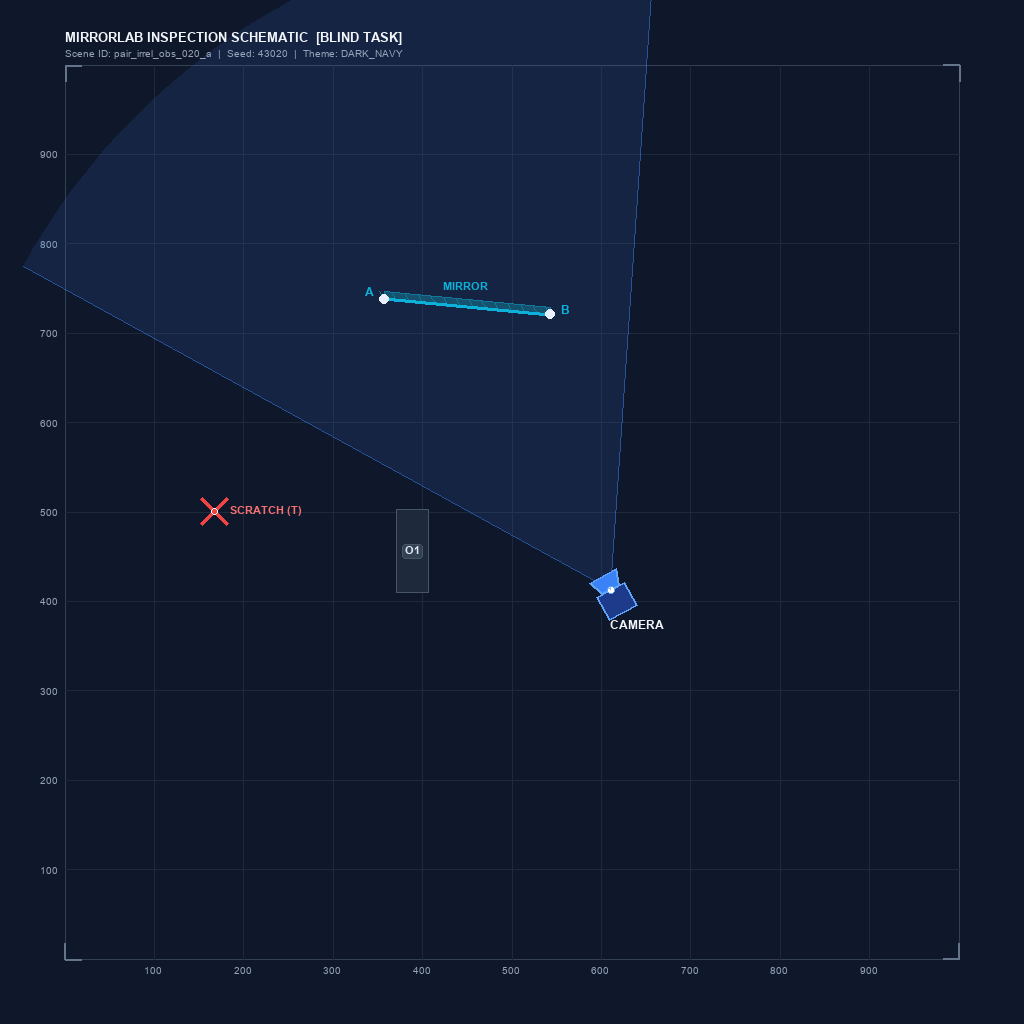 MIRRORLAB INSPECTION SCHEMATIC [BLIND TASK]
Scene ID: pair_irrel_obs_020_a | Seed: 43020 | Theme: DARK_NAVY
900
800
700
600
500
400
300
200
100
A
MIRROR
B
SCRATCH (T)
O1
CAMERA
100 200 300 400 500 600 700 800 900